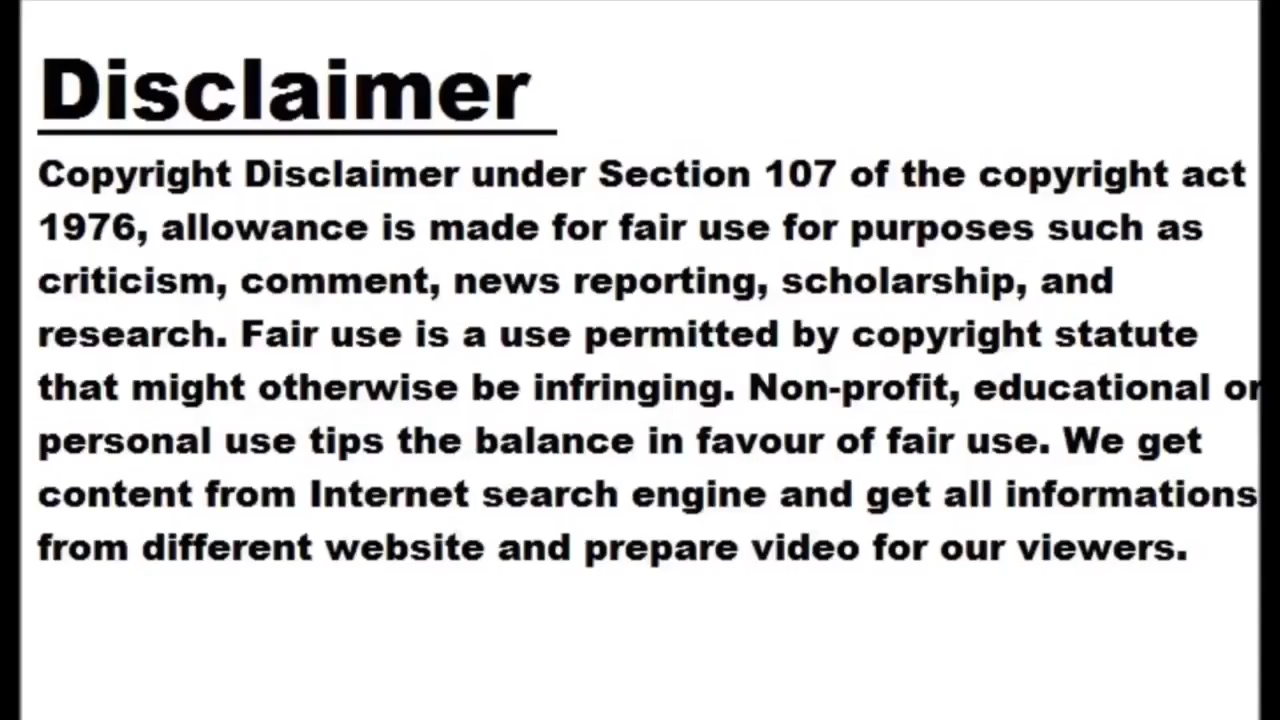 Disclaimer
Copyright Disclaimer under Section 107 of the copyright act
1976, allowance is made for fair use for purposes such as
criticism, comment, news reporting, scholarship, and
research. Fair use is a use permitted by copyright statute
that might otherwise be infringing. Non-profit, educational or
personal use tips the balance in favour of fair use. We get
content from Internet search engine and get all informations
from different website and prepare video for our viewers.